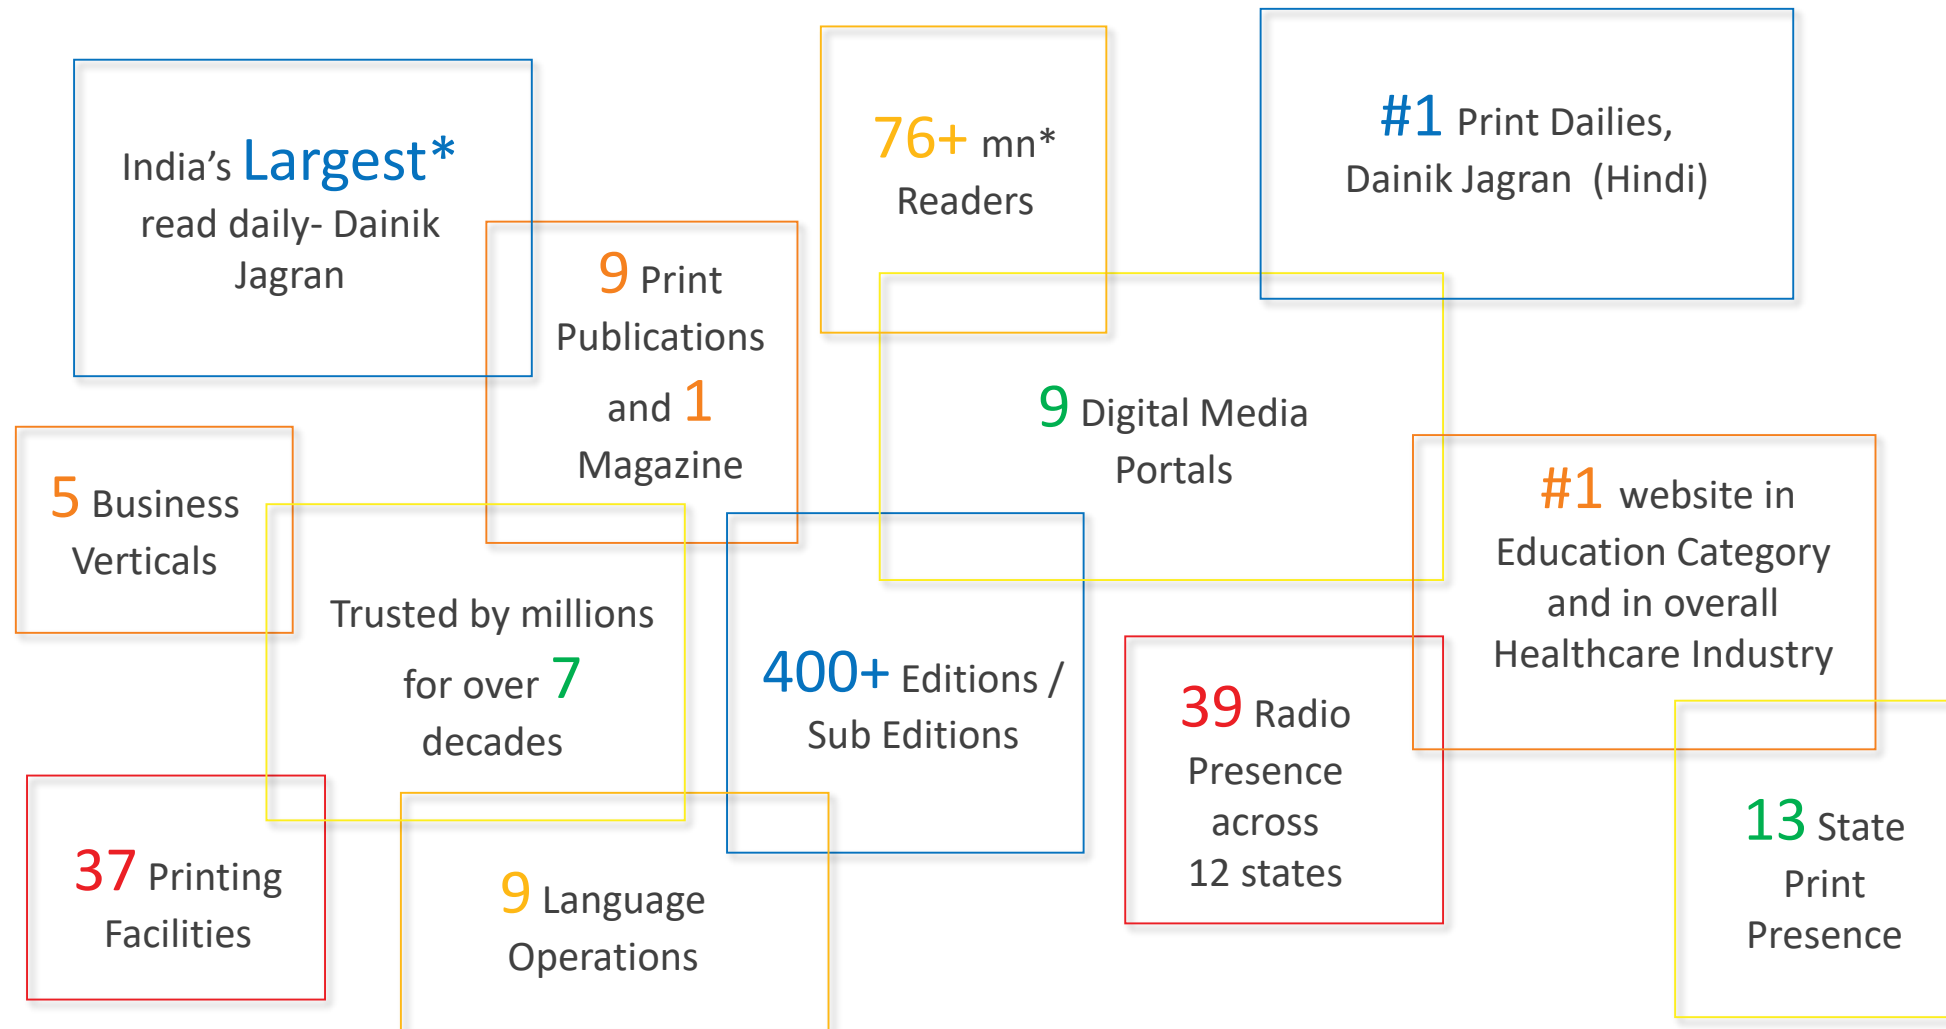 India’s Largest*
read daily- Dainik
Jagran
76+ mn*
Readers
#1 Print Dailies,
Dainik Jagran (Hindi)
9 Print
Publications
and 1
Magazine
9 Digital Media
Portals
5 Business
Verticals
#1 website in
Education Category
and in overall
Healthcare Industry
Trusted by millions
for over 7
decades
400+ Editions /
Sub Editions
39 Radio
Presence
across
12 states
13 State
Print
Presence
37 Printing
Facilities
9 Language
Operations